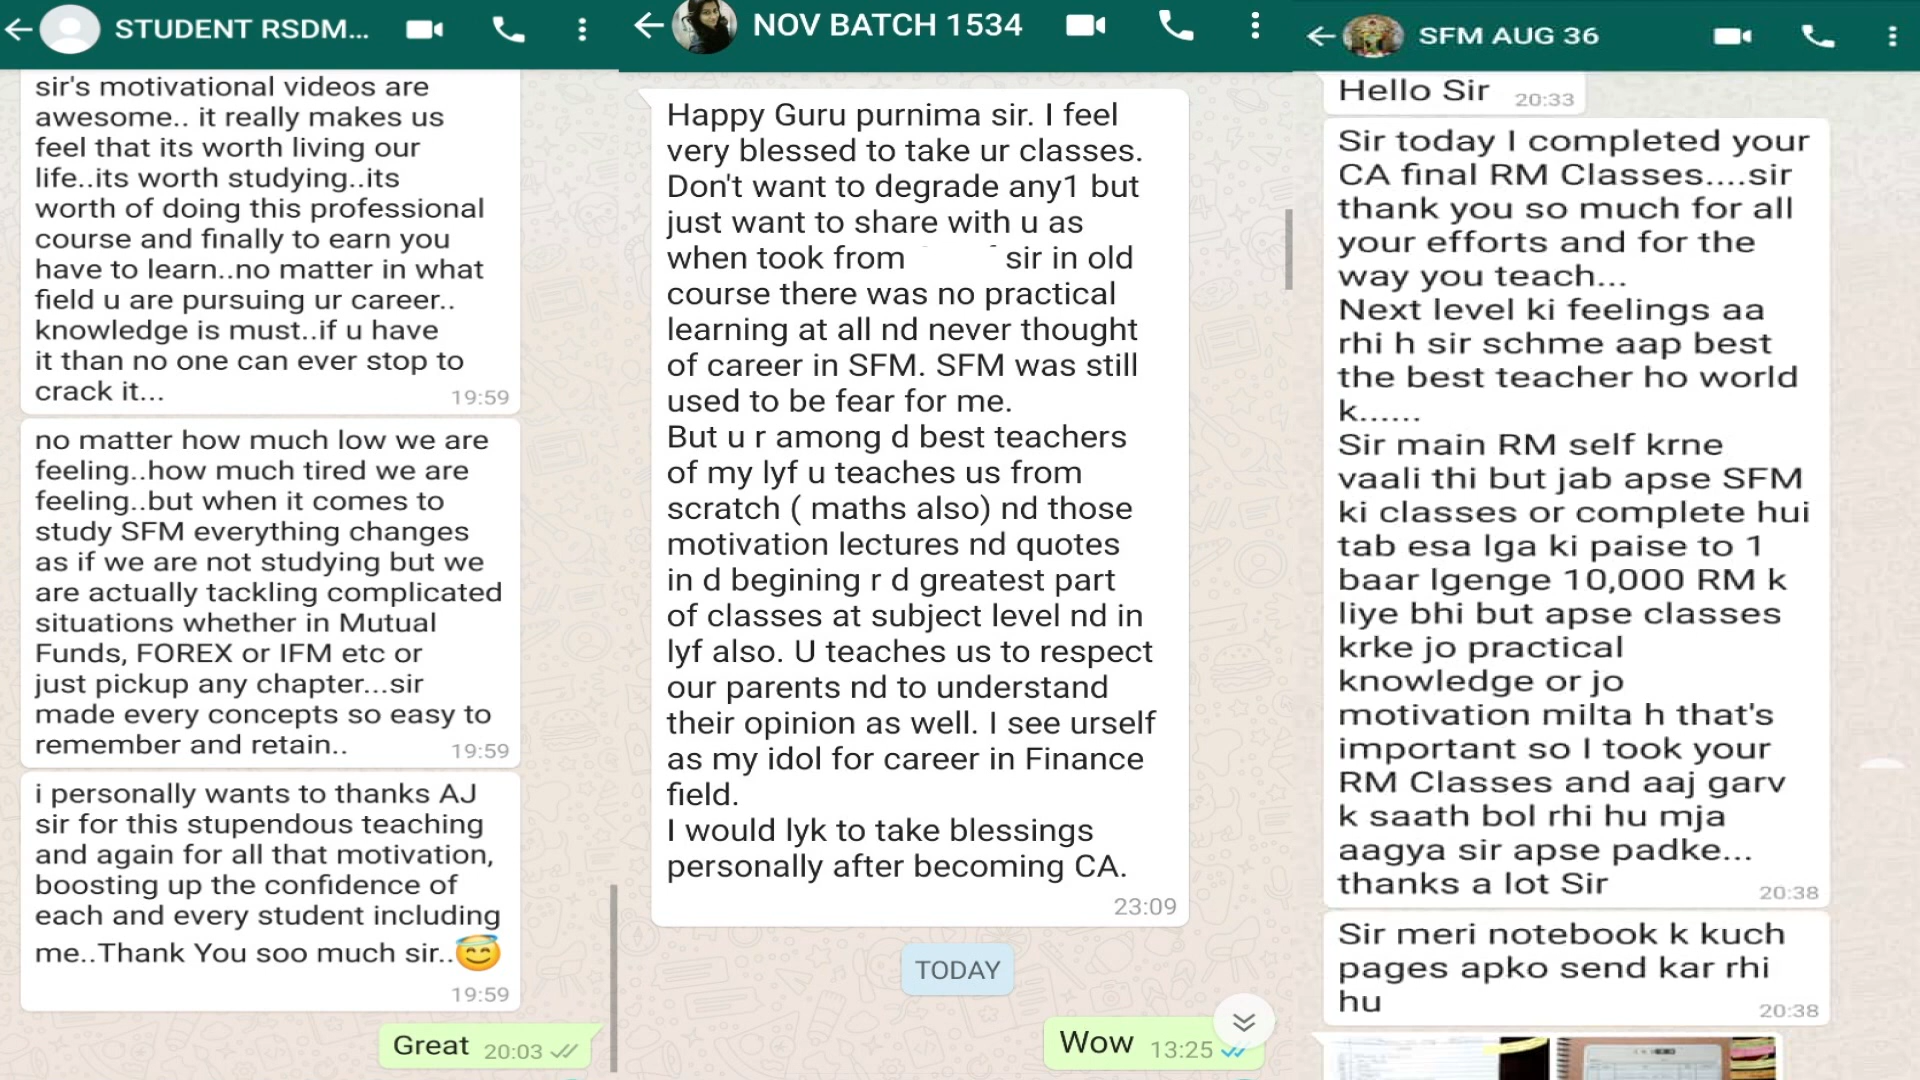 STUDENT RSDM...
sir's motivational videos are
awesome.. it really makes us
feel that its worth living our
life..its worth studying..its
worth of doing this professional
course and finally to earn you
have to learn..no matter in what
field u are pursuing ur career..
knowledge is must..if u have
it than no one can ever stop to
crack it...
19:59
no matter how much low we are
feeling..how much tired we are
feeling..but when it comes to
study SFM everything changes
as if we are not studying but we
are actually tackling complicated
situations whether in Mutual
Funds, FOREX or IFM etc or
just pickup any chapter...sir
made every concepts so easy to
remember and retain..
19:59
i personally wants to thanks AJ
sir for this stupendous teaching
and again for all that motivation,
boosting up the confidence of
each and every student including
me..Thank You soo much sir..😇
19:59
Great 20:03
NOV BATCH 1534
Happy Guru purnima sir. I feel
very blessed to take ur classes.
Don't want to degrade any1 but
just want to share with u as
when took from sir in old
course there was no practical
learning at all nd never thought
of career in SFM. SFM was still
used to be fear for me.
But u r among d best teachers
of my lyf u teaches us from
scratch ( maths also) nd those
motivation lectures nd quotes
in d begining r d greatest part
of classes at subject level nd in
lyf also. U teaches us to respect
our parents nd to understand
their opinion as well. I see urself
as my idol for career in Finance
field.
I would lyk to take blessings
personally after becoming CA.
23:09
TODAY
Wow 13:25
SFM AUG 36
Hello Sir 20:33
Sir today I completed your
CA final RM Classes....sir
thank you so much for all
your efforts and for the
way you teach...
Next level ki feelings aa
rhi h sir schme aap best
the best teacher ho world
k......
Sir main RM self krne
vaali thi but jab apse SFM
ki classes or complete hui
tab esa lga ki paise to 1
baar lgenge 10,000 RM k
liye bhi but apse classes
krke jo practical
knowledge or jo
motivation milta h that's
important so I took your
RM Classes and aaj garv
k saath bol rhi hu mja
aagya sir apse padke...
thanks a lot Sir
20:38
Sir meri notebook k kuch
pages apko send kar rhi
hu
20:38